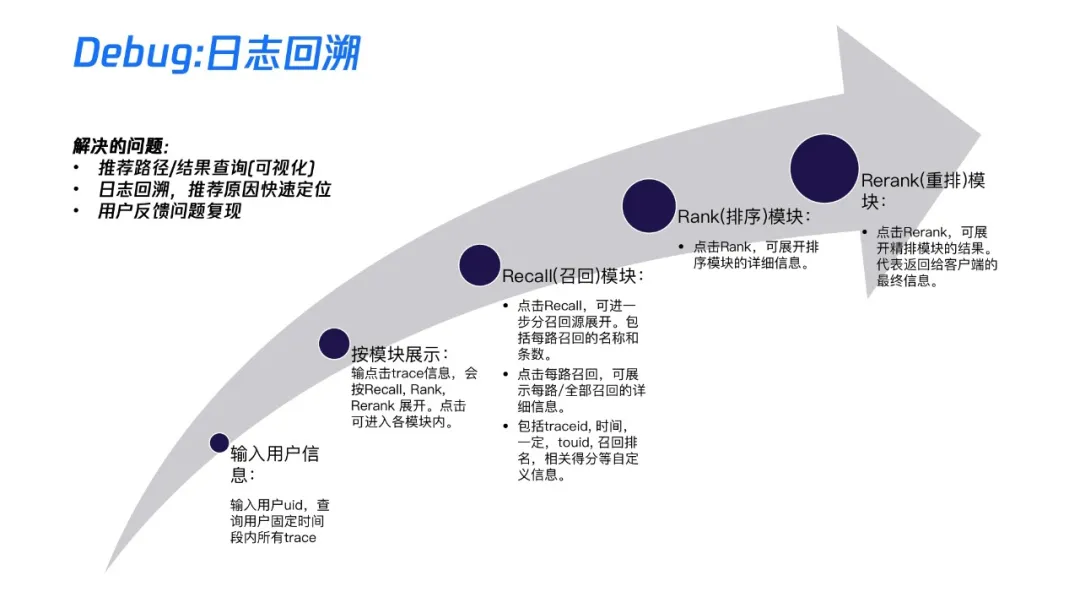 Debug:日志回溯
解决的问题:
• 推荐路径/结果查询(可视化)
• 日志回溯，推荐原因快速定位
• 用户反馈问题复现
输入用户信
息：
输入用户uid，查
询用户固定时间
段内所有trace
按模块展示：
输点击trace信息，会
按Recall, Rank,
Rerank 展开。点击
可进入各模块内。
Recall(召回)模块：
• 点击Recall，可进一
步分召回源展开。包
括每路召回的名称和
条数。
• 点击每路召回，可展
示每路/全部召回的详
细信息。
• 包括traceid, 时间，
一定，touid, 召回排
名，相关得分等自定
义信息。
Rank(排序)模块：
• 点击Rank，可展开排
序模块的详细信息。
Rerank(重排)模
块：
• 点击Rerank，可展
开精排模块的结果。
代表返回给客户端的
最终信息。